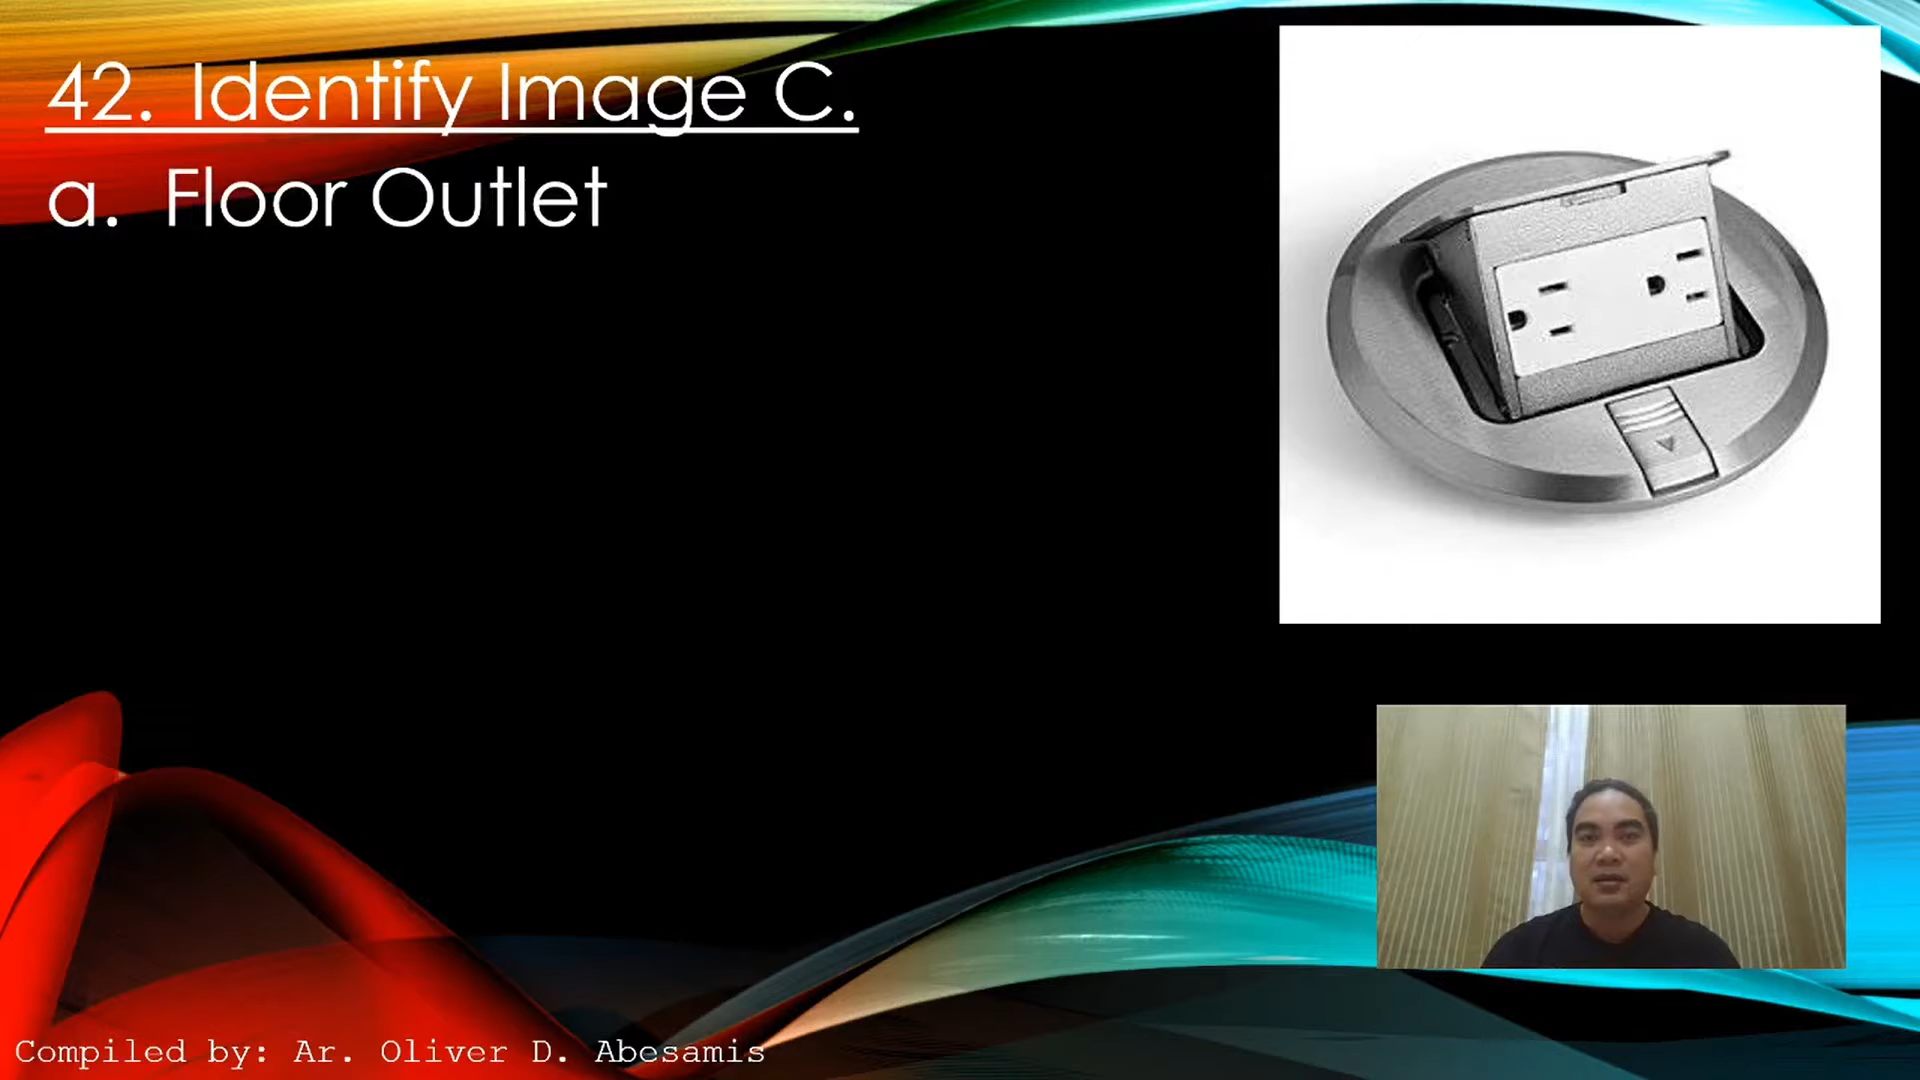 42. Identify Image C.
a. Floor Outlet
Compiled by: Ar. Oliver D. Abesamis